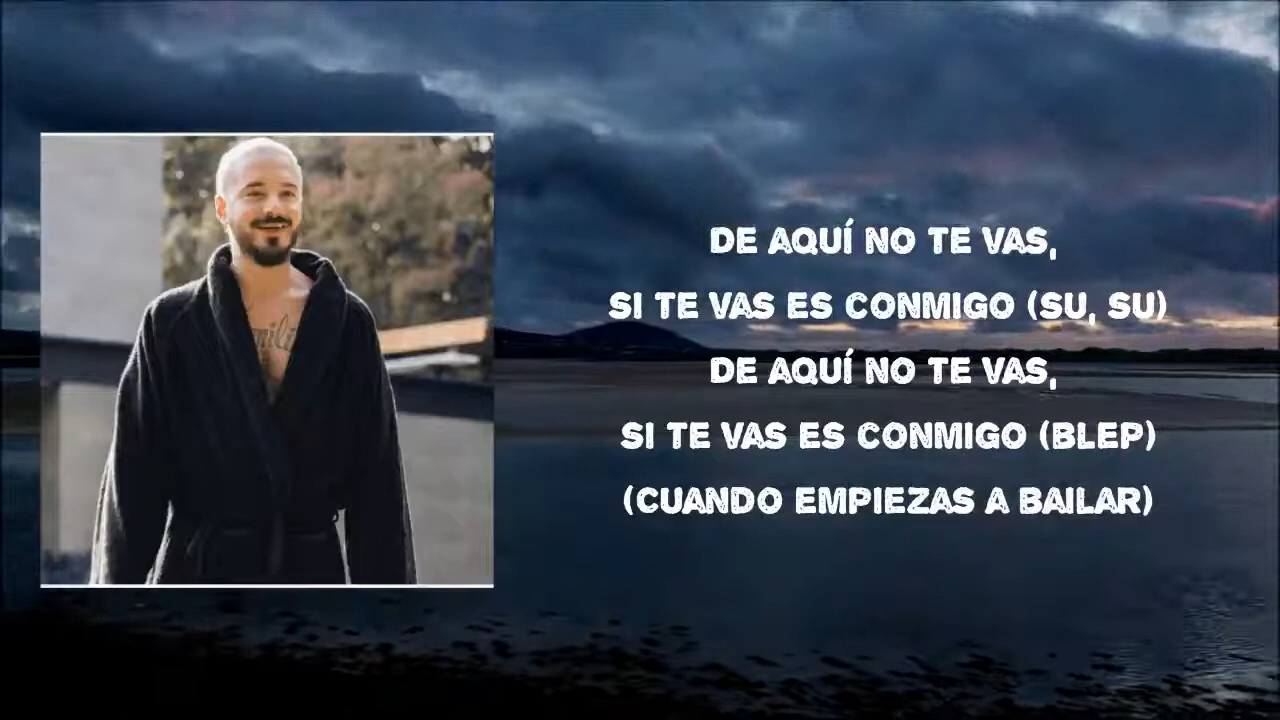 DE AQUÍ NO TE VAS,
SI TE VAS ES CONMIGO (SU, SU)
DE AQUÍ NO TE VAS,
SI TE VAS ES CONMIGO (BLEP)
(CUANDO EMPIEZAS A BAILAR)